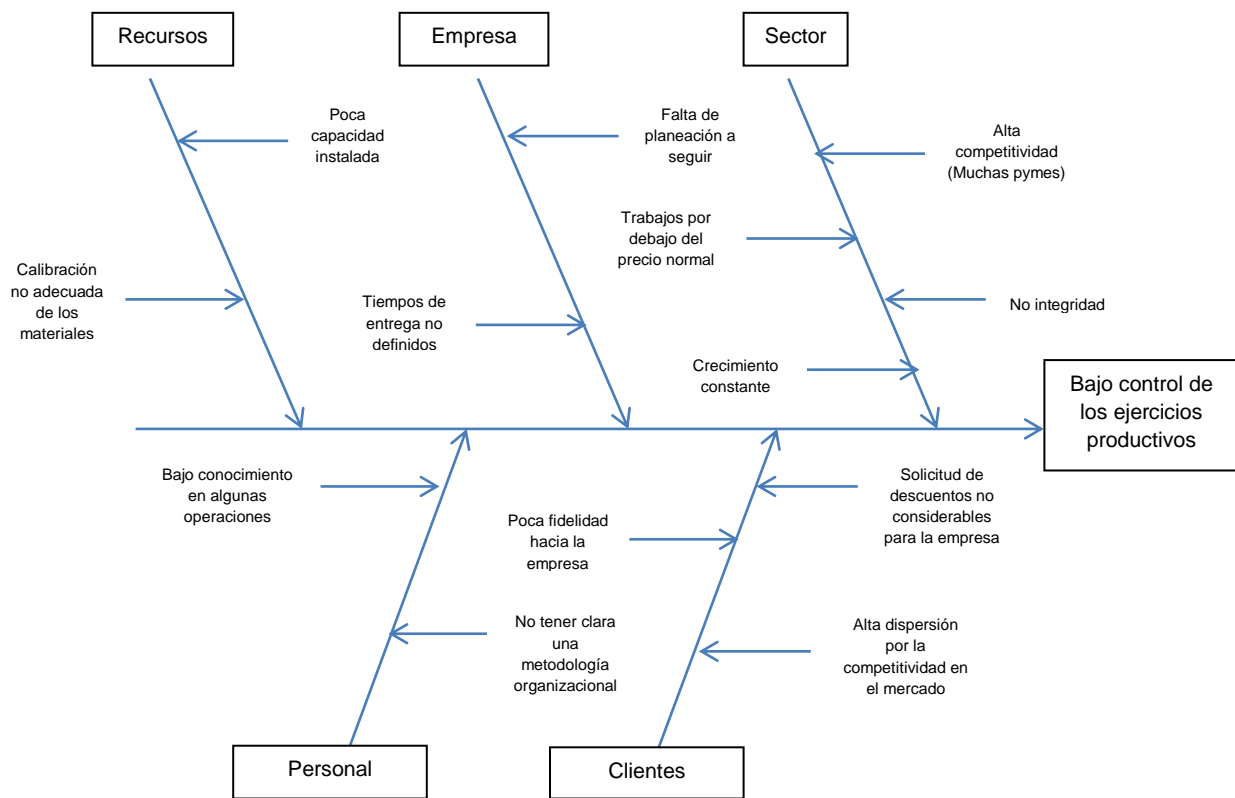 Recursos
Empresa
Sector
Poca
capacidad
instalada
Falta de
planeación a
seguir
Alta
competitividad
(Muchas pymes)
Trabajos por
debajo del
precio normal
Calibración
no adecuada
de los
materiales
Tiempos de
entrega no
definidos
No integridad
Crecimiento
constante
Bajo control de
los ejercicios
productivos
Bajo conocimiento
en algunas
operaciones
Solicitud de
descuentos no
considerables
para la empresa
Poca fidelidad
hacia la
empresa
No tener clara
una
metodología
organizacional
Alta dispersión
por la
competitividad en
el mercado
Personal
Clientes